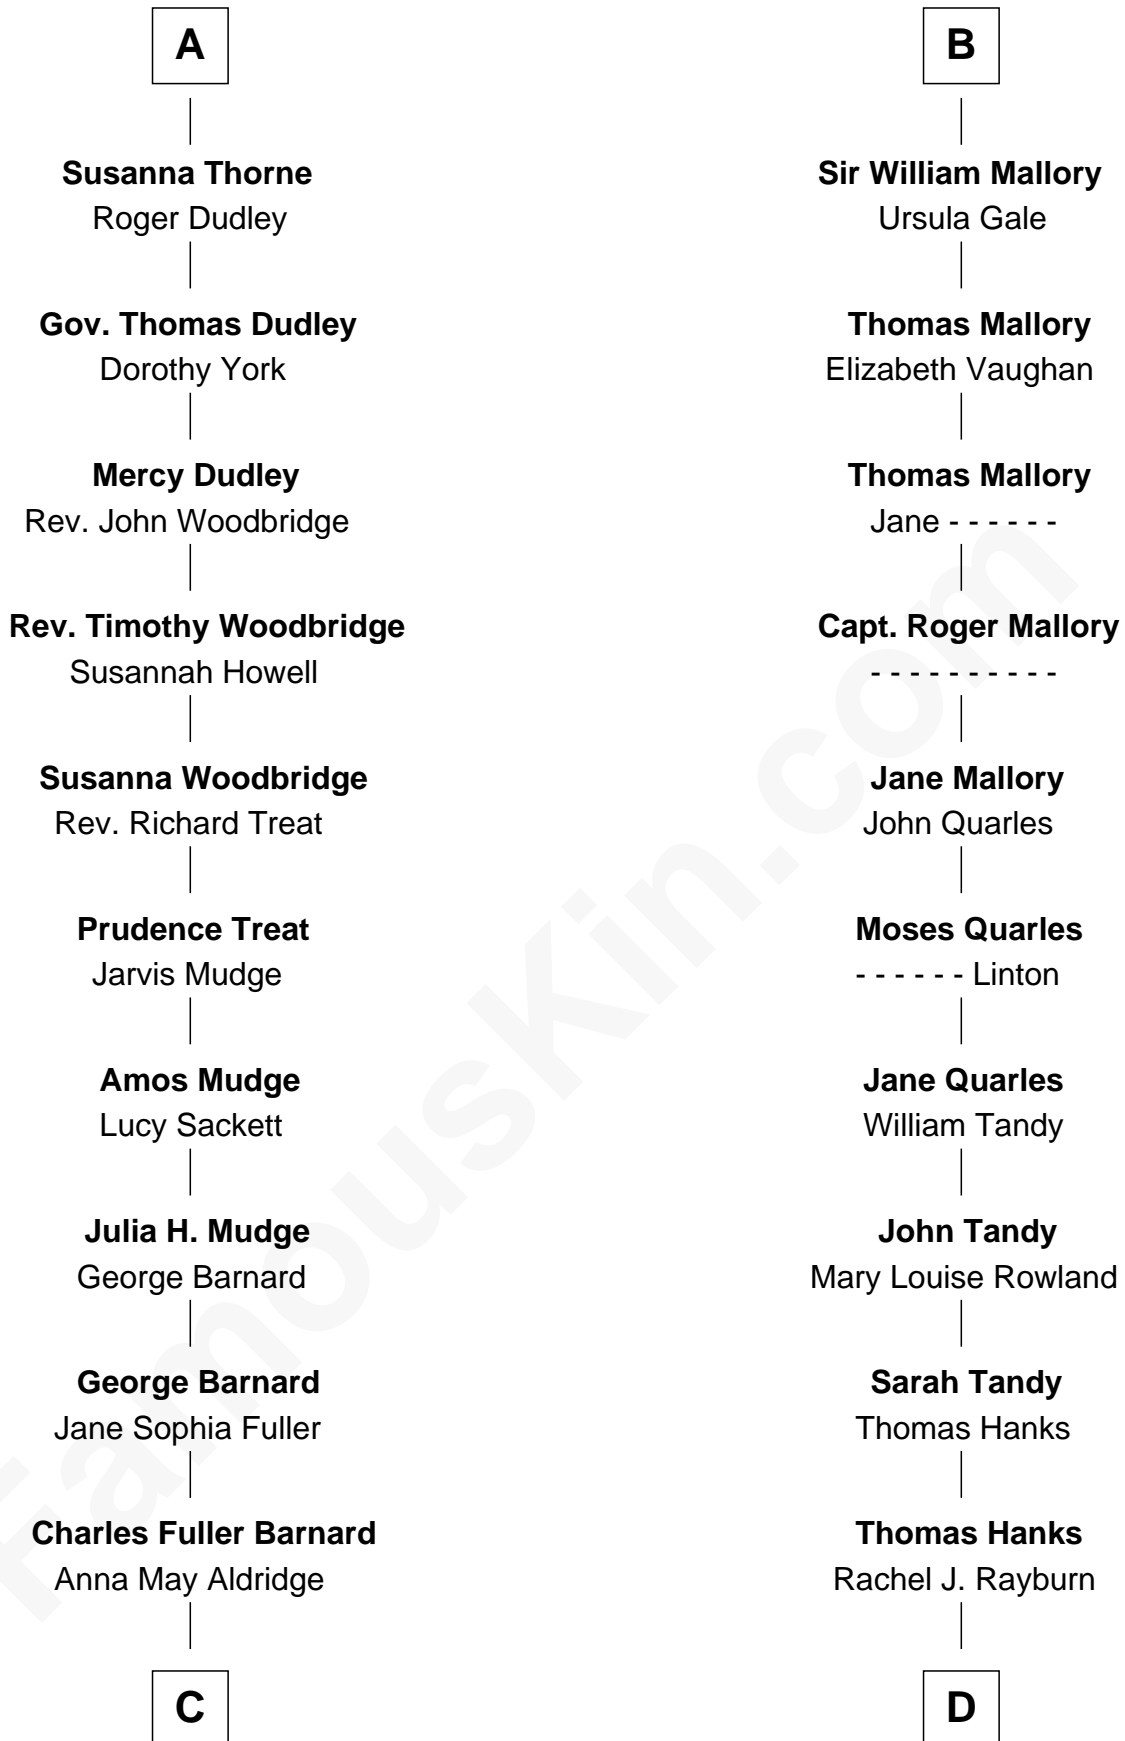 A
Susanna Thorne
Roger Dudley
Gov. Thomas Dudley
Dorothy York
Mercy Dudley
Rev. John Woodbridge
Rev. Timothy Woodbridge
Susannah Howell
Susanna Woodbridge
Rev. Richard Treat
Prudence Treat
Jarvis Mudge
Amos Mudge
Lucy Sackett
Julia H. Mudge
George Barnard
George Barnard
Jane Sophia Fuller
Charles Fuller Barnard
Anna May Aldridge
C
B
Sir William Mallory
Ursula Gale
Thomas Mallory
Elizabeth Vaughan
Thomas Mallory
Jane - - - - - -
Capt. Roger Mallory
- - - - - - - - - -
Jane Mallory
John Quarles
Moses Quarles
- - - - - - Linton
Jane Quarles
William Tandy
John Tandy
Mary Louise Rowland
Sarah Tandy
Thomas Hanks
Thomas Hanks
Rachel J. Rayburn
D
FamousKin.com